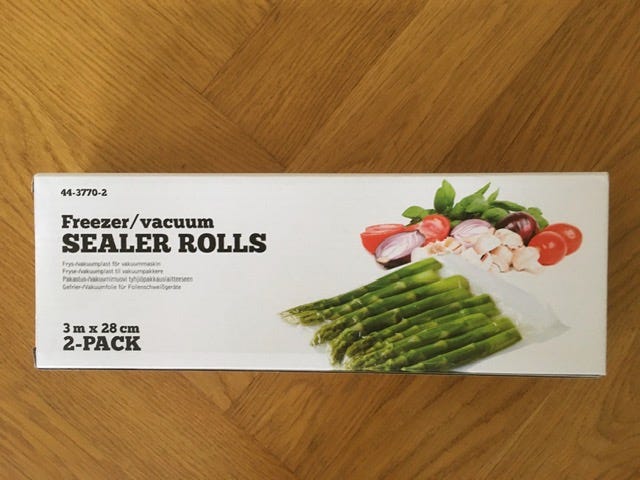 44-3770-2
Freezer/vacuum
SEALER ROLLS
Frys-/vakuumplast för vakuummaskin
Fryse-/vakuumplast til vakuumpakkere
Pakastus-/vakuumimuovi tyhjiöpakkauslaitteeseen
Gefrier-/Vakuumfolie für Folienschweißgeräte
3 m x 28 cm
2-PACK